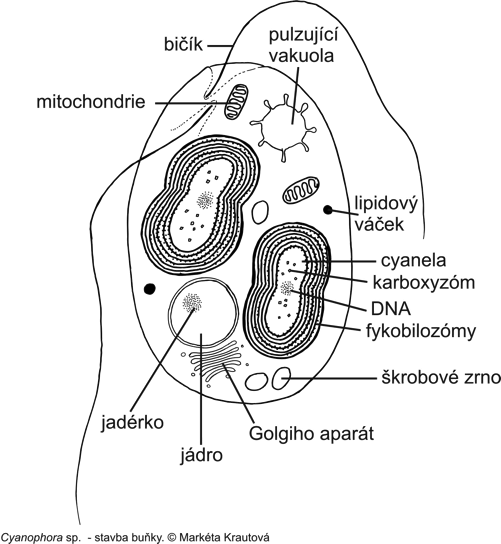 bičík
pulzující
vakuola
mitochondrie
lipidový
váček
cyanela
karboxyzóm
DNA
fykobilozómy
škrobové zrno
jadérko
Golgiho aparát
jádro
Cyanophora sp. - stavba buňky. © Markéta Krautová